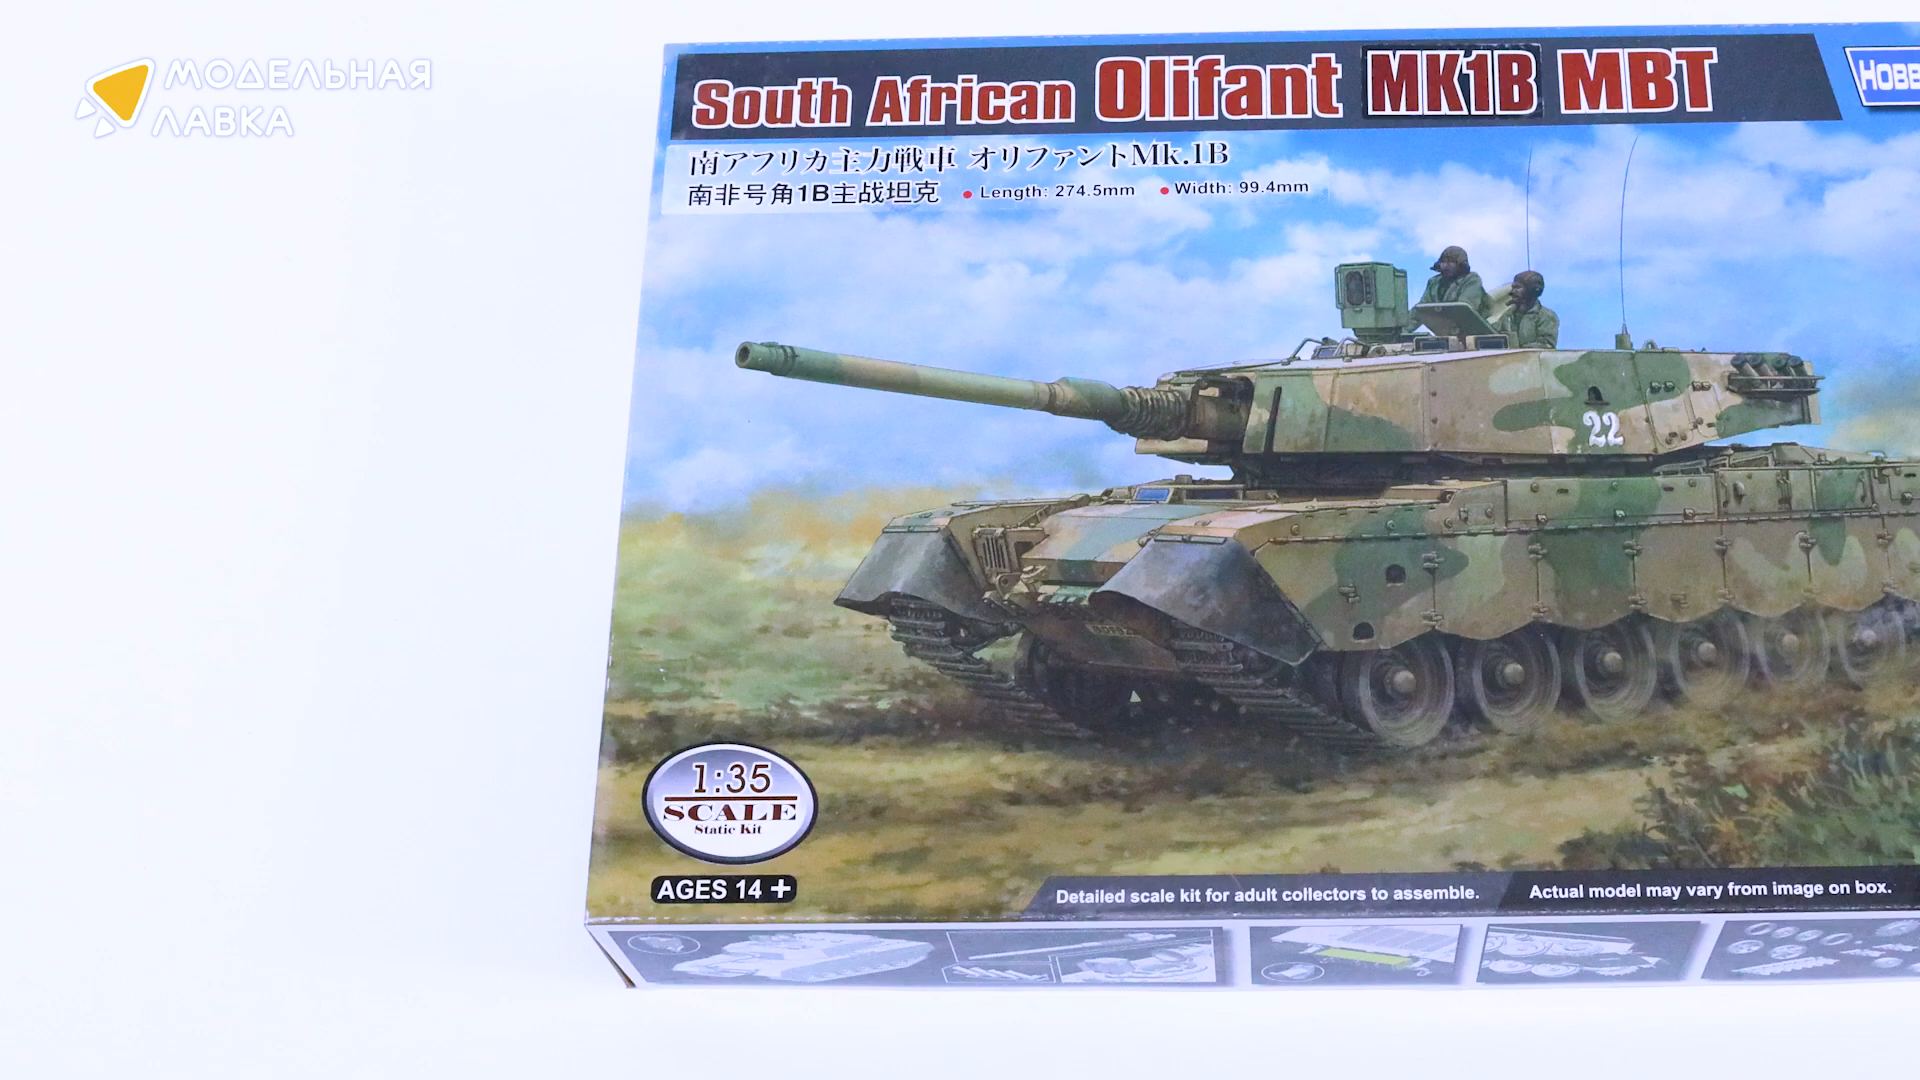 МОДЕЛЬНАЯ
ЛАВКА
South African Olifant MK1B MBT
HOBB
南アフリカ主力戦車 オリファントMk.1B
南非号角1B主战坦克 • Length: 274.5mm • Width: 99.4mm
22
1:35
SCALE
Static Kit
AGES 14 +
Detailed scale kit for adult collectors to assemble.
Actual model may vary from image on box.